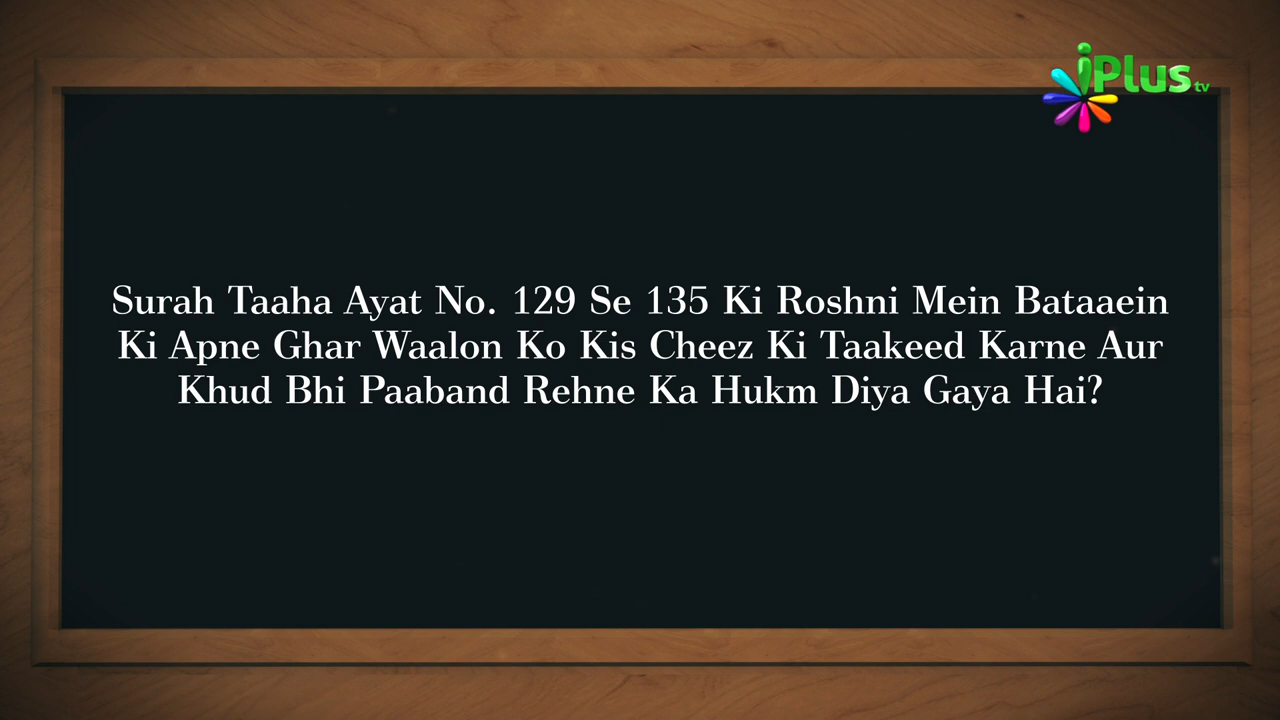 iPlus tv
Surah Taaha Ayat No. 129 Se 135 Ki Roshni Mein Bataaein
Ki Apne Ghar Waalon Ko Kis Cheez Ki Taakeed Karne Aur
Khud Bhi Paaband Rehne Ka Hukm Diya Gaya Hai?